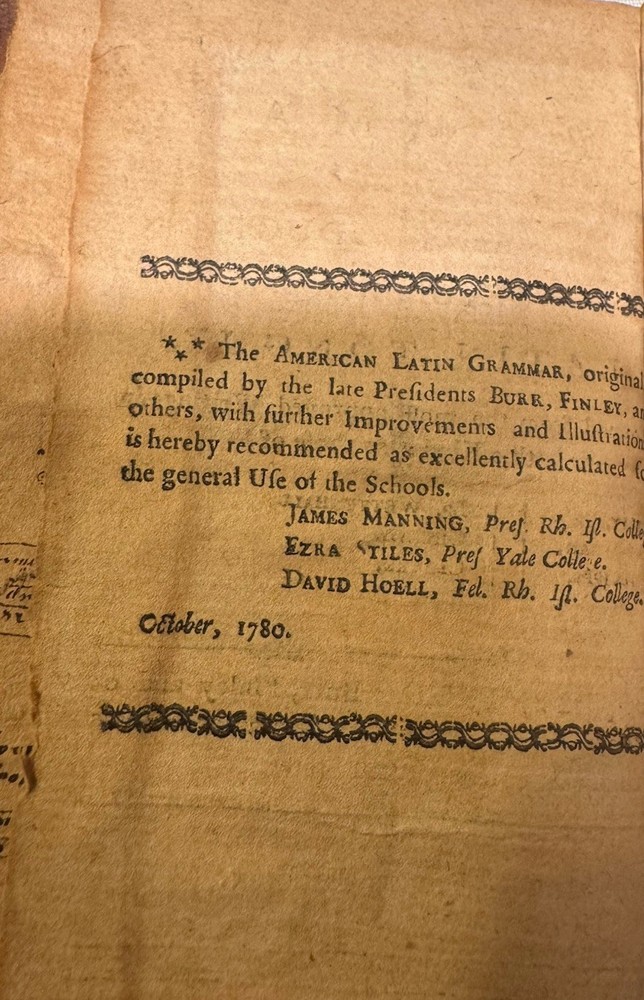 ⁂ The AMERICAN LATIN GRAMMAR, original
compiled by the late Preſidents BURR, FINLEY, an
others, with further Improvements and Illuſtration
is hereby recommended as excellently calculated fo
the general Uſe of the Schools.
JAMES MANNING, Preſ. Rh. Iſl. Colle
EZRA STILES, Preſ Yale College.
DAVID HOELL, Fel. Rh. Iſl. College.
October, 1780.